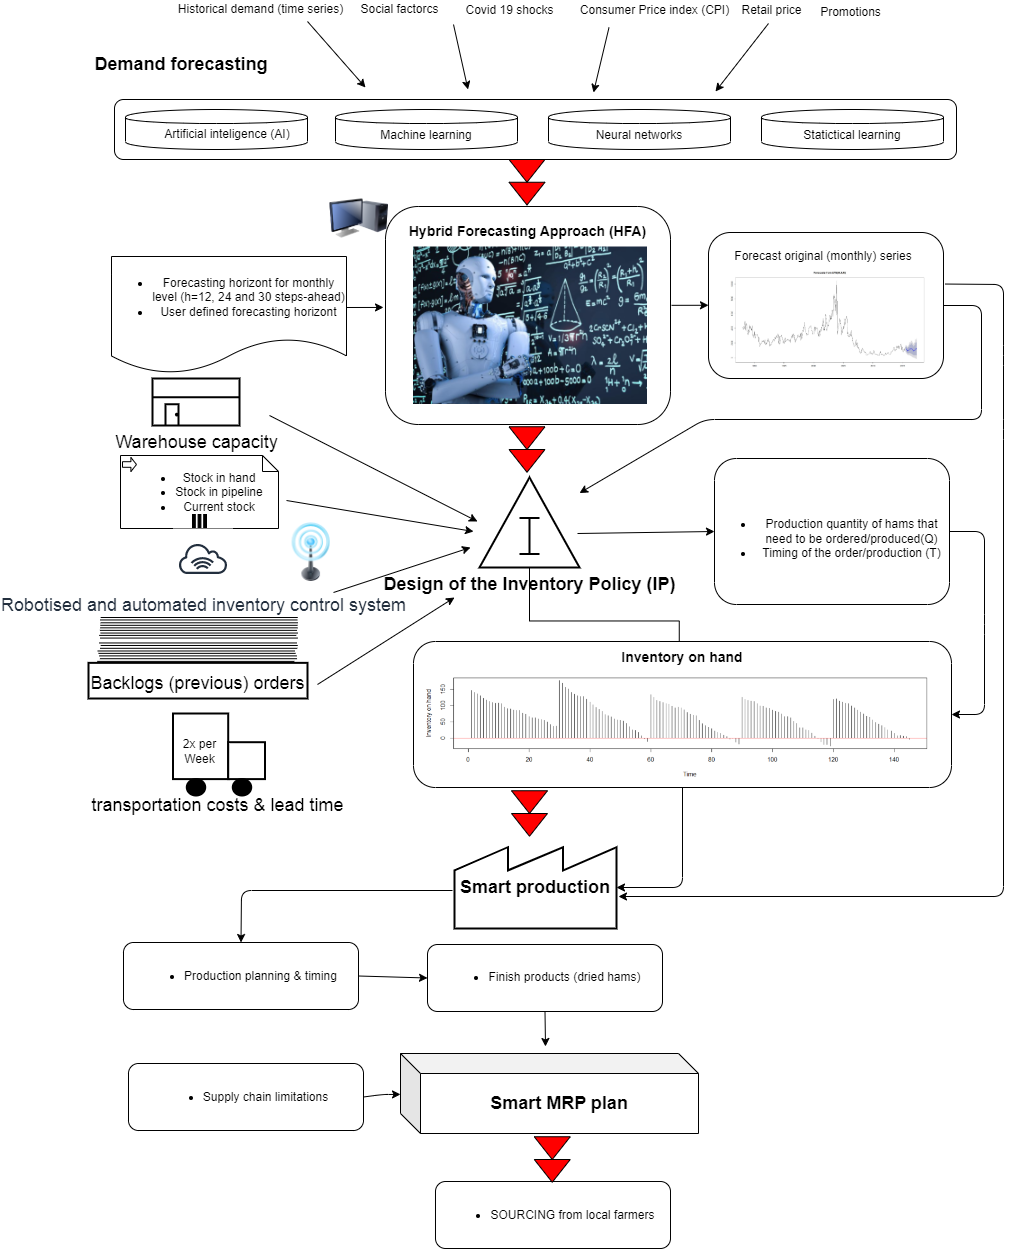 Historical demand (time series)
Social factorcs
Covid 19 shocks
Consumer Price index (CPI)
Retail price
Promotions
Demand forecasting
Artificial inteligence (AI)
Machine learning
Neural networks
Statictical learning
Hybrid Forecasting Approach (HFA)
Forecast original (monthly) series
Forecasting horizont for monthly
level (h=12, 24 and 30 steps-ahead)
User defined forecasting horizont
Warehouse capacity
Stock in hand
Stock in pipeline
Current stock
Production quantity of hams that
need to be ordered/produced(Q)
Timing of the order/production (T)
Design of the Inventory Policy (IP)
Robotised and automated inventory control system
Backlogs (previous) orders
Inventory on hand
Inventory on hand
0 50 100 150
0 20 40 60 80 100 120 140
Time
2x per
Week
transportation costs & lead time
Smart production
Production planning & timing
Finish products (dried hams)
Supply chain limitations
Smart MRP plan
SOURCING from local farmers